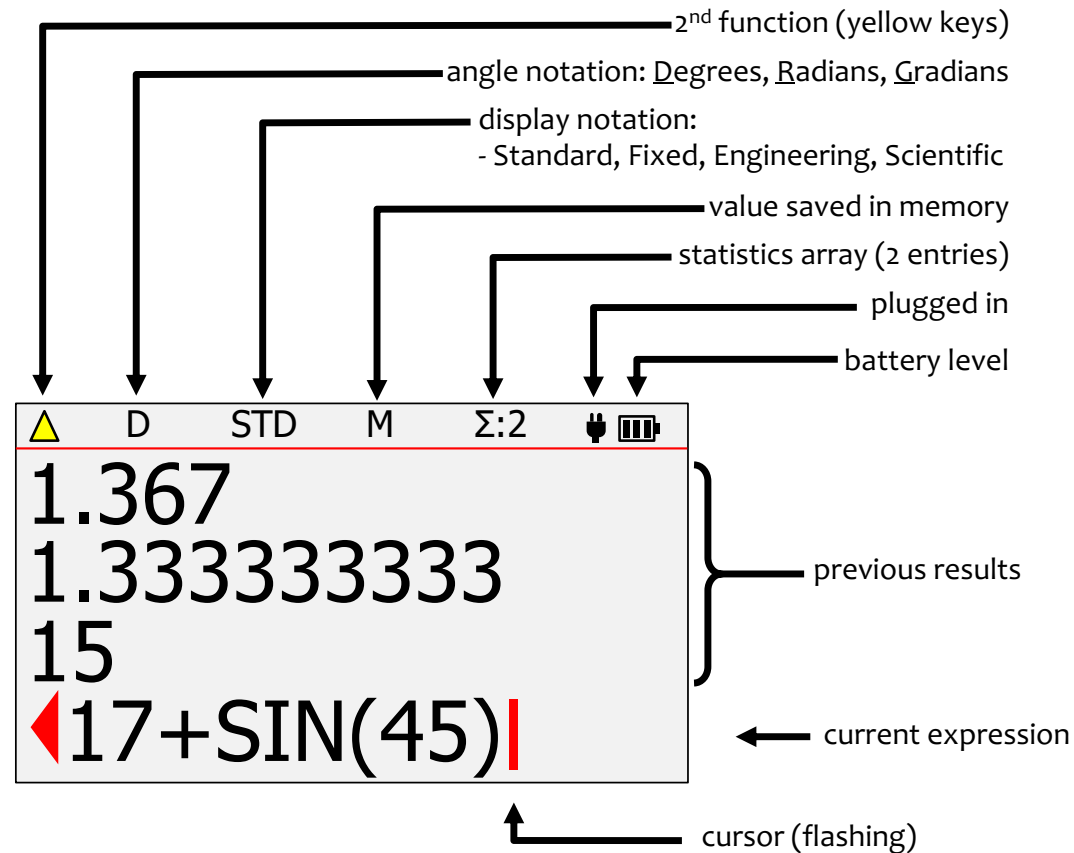 2nd function (yellow keys)
angle notation: Degrees, Radians, Gradians
display notation:
- Standard, Fixed, Engineering, Scientific
value saved in memory
statistics array (2 entries)
plugged in
battery level
D STD M Σ:2
1.367
1.333333333
15
17+SIN(45)
previous results
current expression
cursor (flashing)